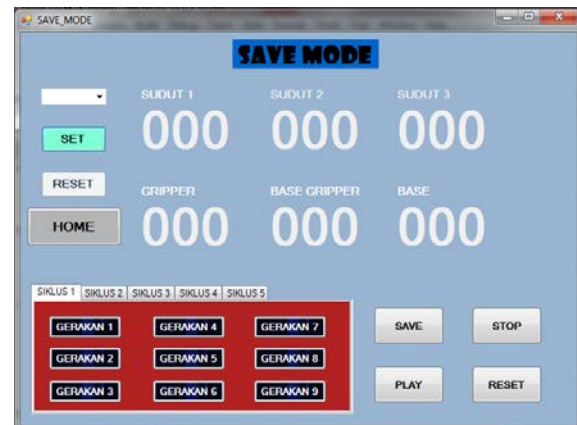 SAVE_MODE
SAVE MODE
SUDUT 1 SUDUT 2 SUDUT 3
SET 000 000 000
RESET
GRIPPER BASE GRIPPER BASE
HOME 000 000 000
SIKLUS 1 SIKLUS 2 SIKLUS 3 SIKLUS 4 SIKLUS 5
GERAKAN 1 GERAKAN 4 GERAKAN 7 SAVE STOP
GERAKAN 2 GERAKAN 5 GERAKAN 8
GERAKAN 3 GERAKAN 6 GERAKAN 9 PLAY RESET